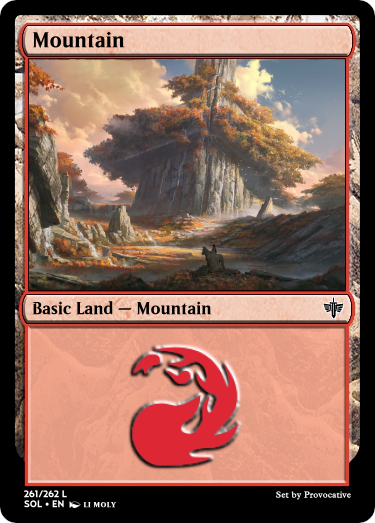 Mountain
Basic Land — Mountain
261/262 L
SOL • EN LI MOLY
Set by Provocative